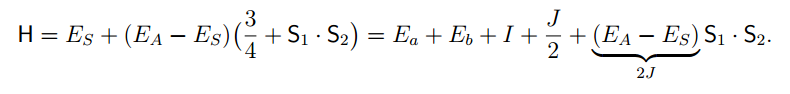 H = E_S + (E_A − E_S)(3/4 + S_1 · S_2) = E_a + E_b + I + J/2 + (E_A − E_S) S_1 · S_2.
2J